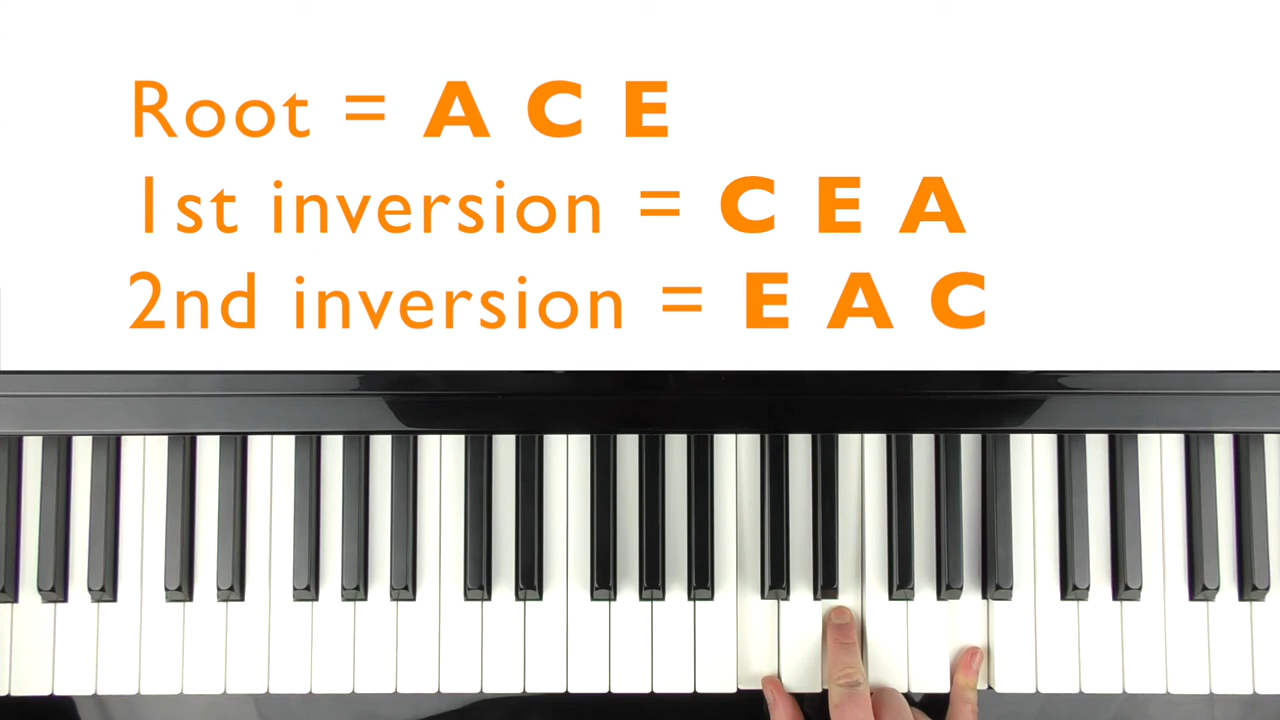 Root = A C E
1st inversion = C E A
2nd inversion = E A C